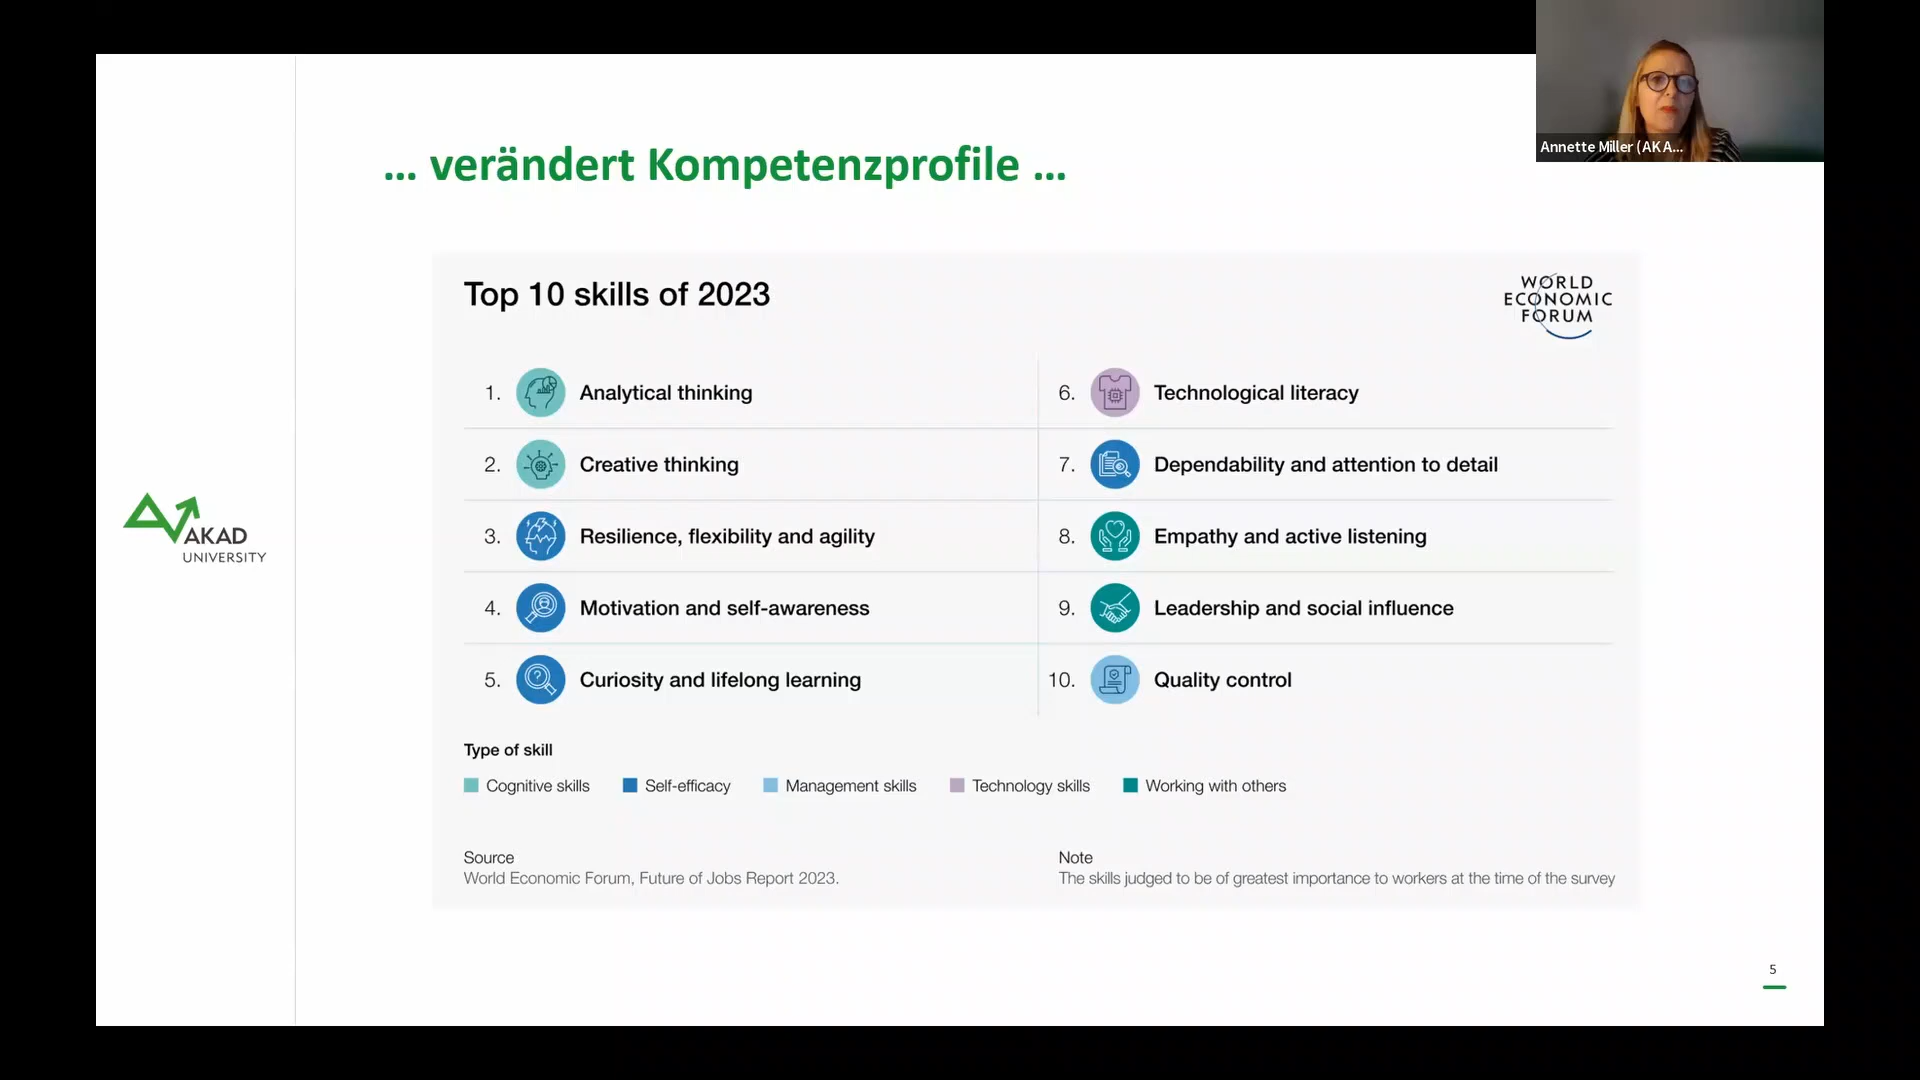 Annette Miller (AK A...
... verändert Kompetenzprofile ...
Top 10 skills of 2023
WORLD
ECONOMIC
FORUM
1. Analytical thinking
2. Creative thinking
3. Resilience, flexibility and agility
4. Motivation and self-awareness
5. Curiosity and lifelong learning
6. Technological literacy
7. Dependability and attention to detail
8. Empathy and active listening
9. Leadership and social influence
10. Quality control
AKAD
UNIVERSITY
Type of skill
Cognitive skills Self-efficacy Management skills Technology skills Working with others
Source
World Economic Forum, Future of Jobs Report 2023.
Note
The skills judged to be of greatest importance to workers at the time of the survey
5